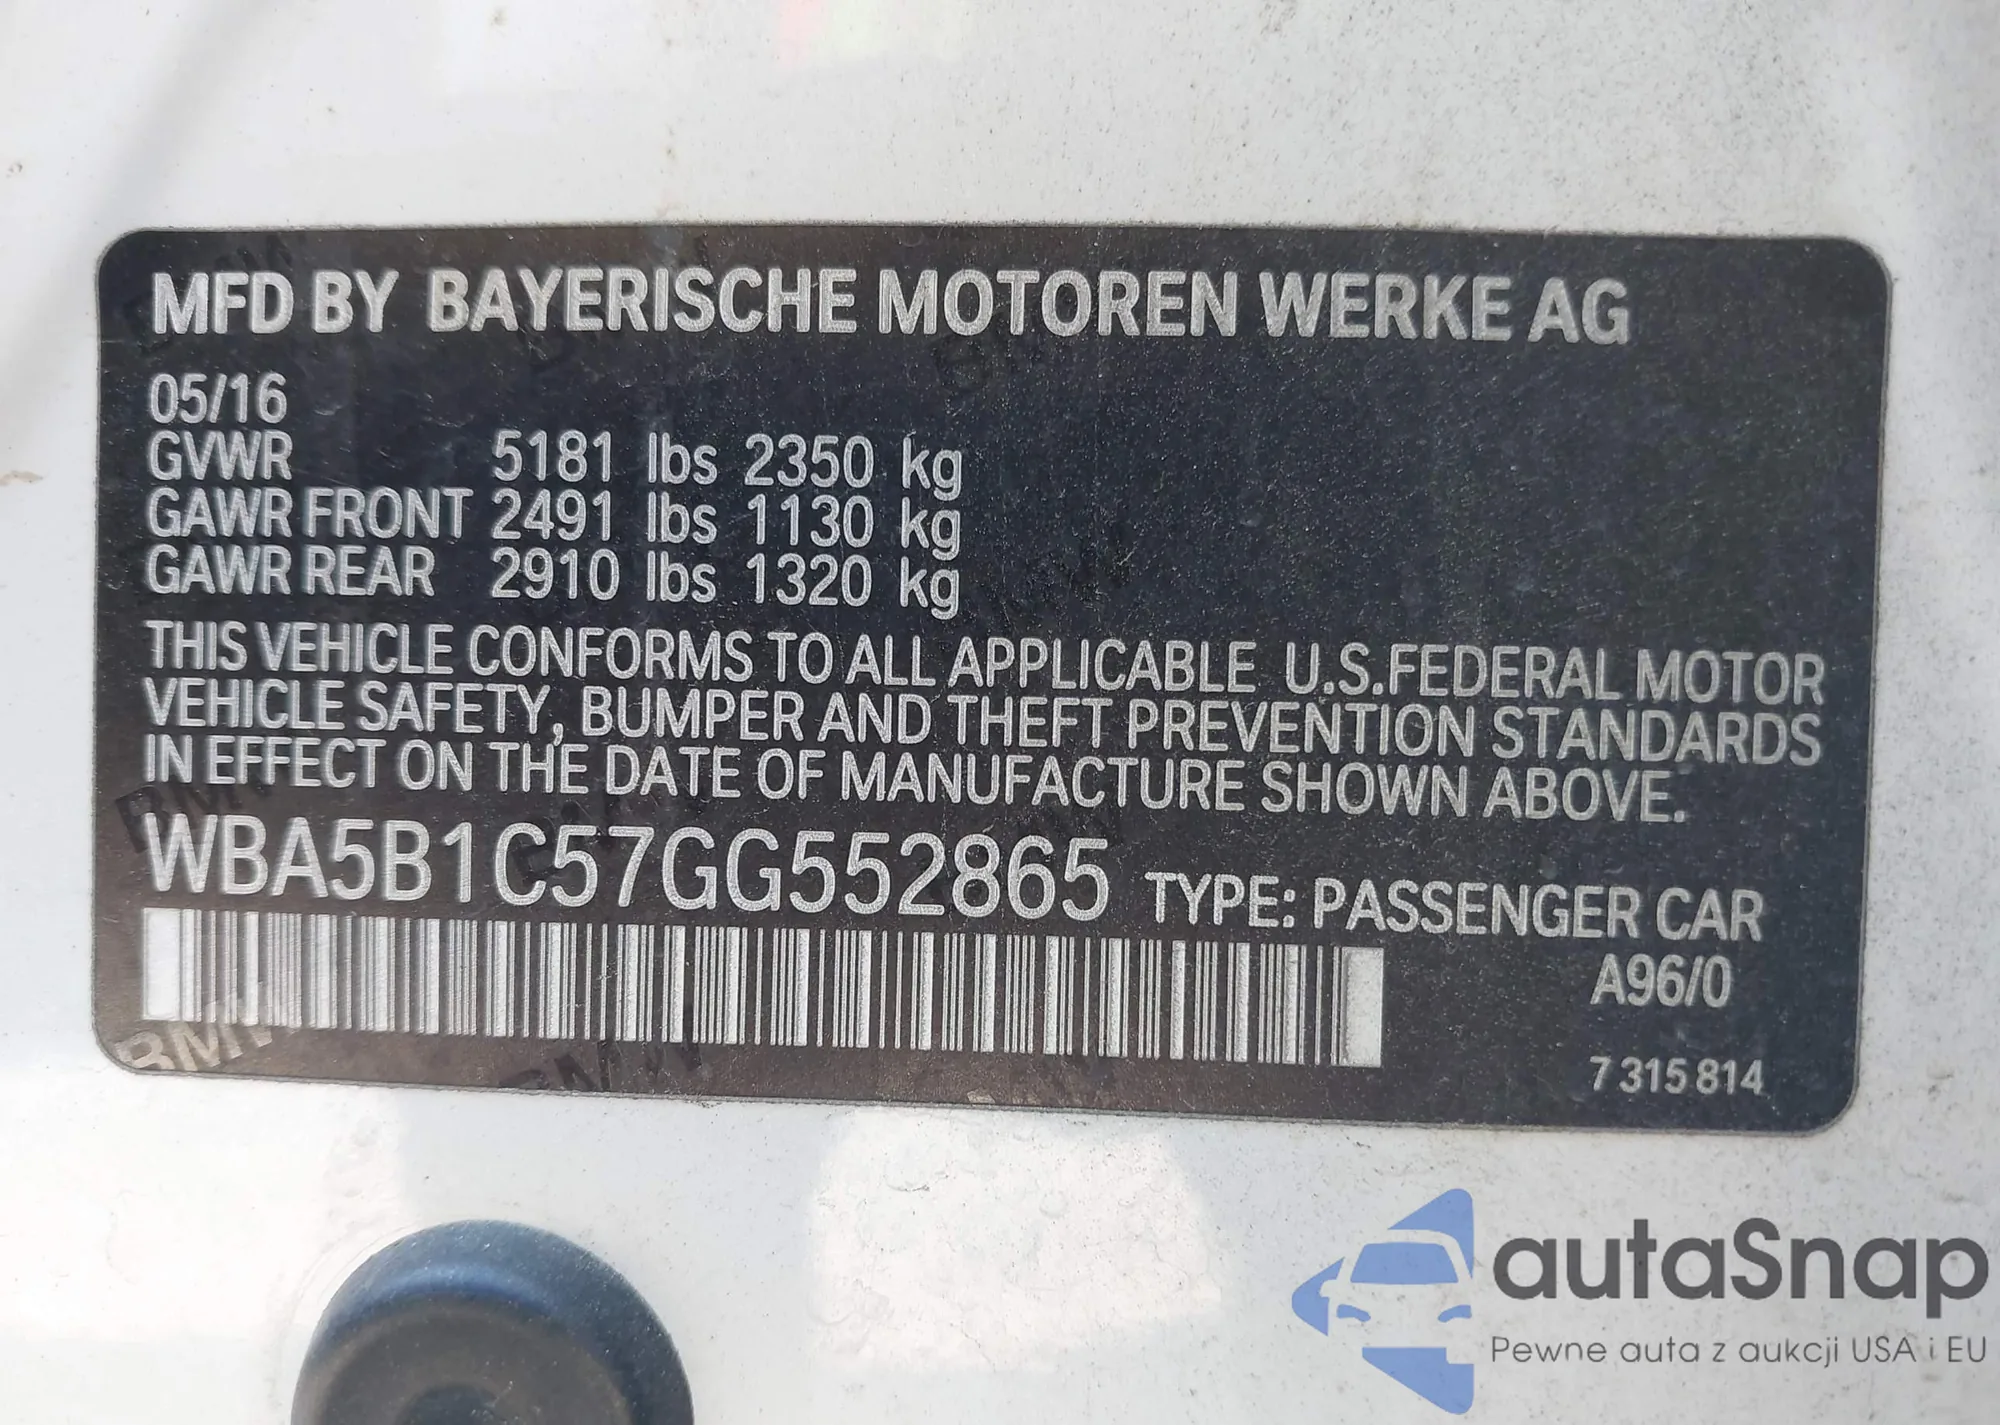 MFD BY BAYERISCHE MOTOREN WERKE AG
05/16
GVWR 5181 lbs 2350 kg
GAWR FRONT 2491 lbs 1130 kg
GAWR REAR 2910 lbs 1320 kg
THIS VEHICLE CONFORMS TO ALL APPLICABLE U.S.FEDERAL MOTOR
VEHICLE SAFETY, BUMPER AND THEFT PREVENTION STANDARDS
IN EFFECT ON THE DATE OF MANUFACTURE SHOWN ABOVE.
WBA5B1C57GG552865 TYPE: PASSENGER CAR
A96/0
7 315 814
BMW
autaSnap
Pewne auta z aukcji USA i EU